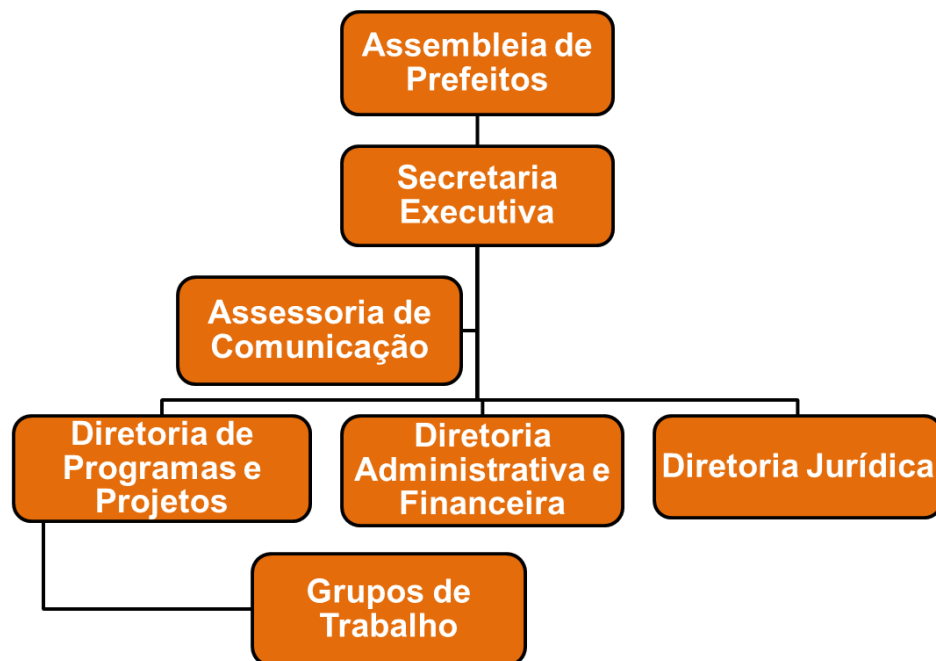 Assembleia de
Prefeitos
Secretaria
Executiva
Assessoria de
Comunicação
Diretoria de
Programas e
Projetos
Diretoria
Administrativa e
Financeira
Diretoria Jurídica
Grupos de
Trabalho